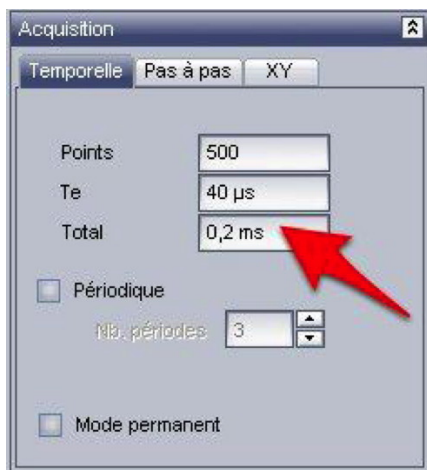 Acquisition
Temporelle Pas à pas XY
Points 500
Te 40 µs
Total 0,2 ms
Périodique
Nb. périodes 3
Mode permanent